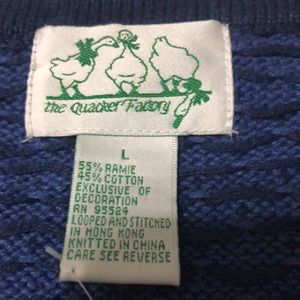 the Quacker Factory
L
55% RAMIE
45% COTTON
EXCLUSIVE OF
DECORATION
RN 93524
LOOPED AND STITCHED
IN HONG KONG
KNITTED IN CHINA
CARE SEE REVERSE